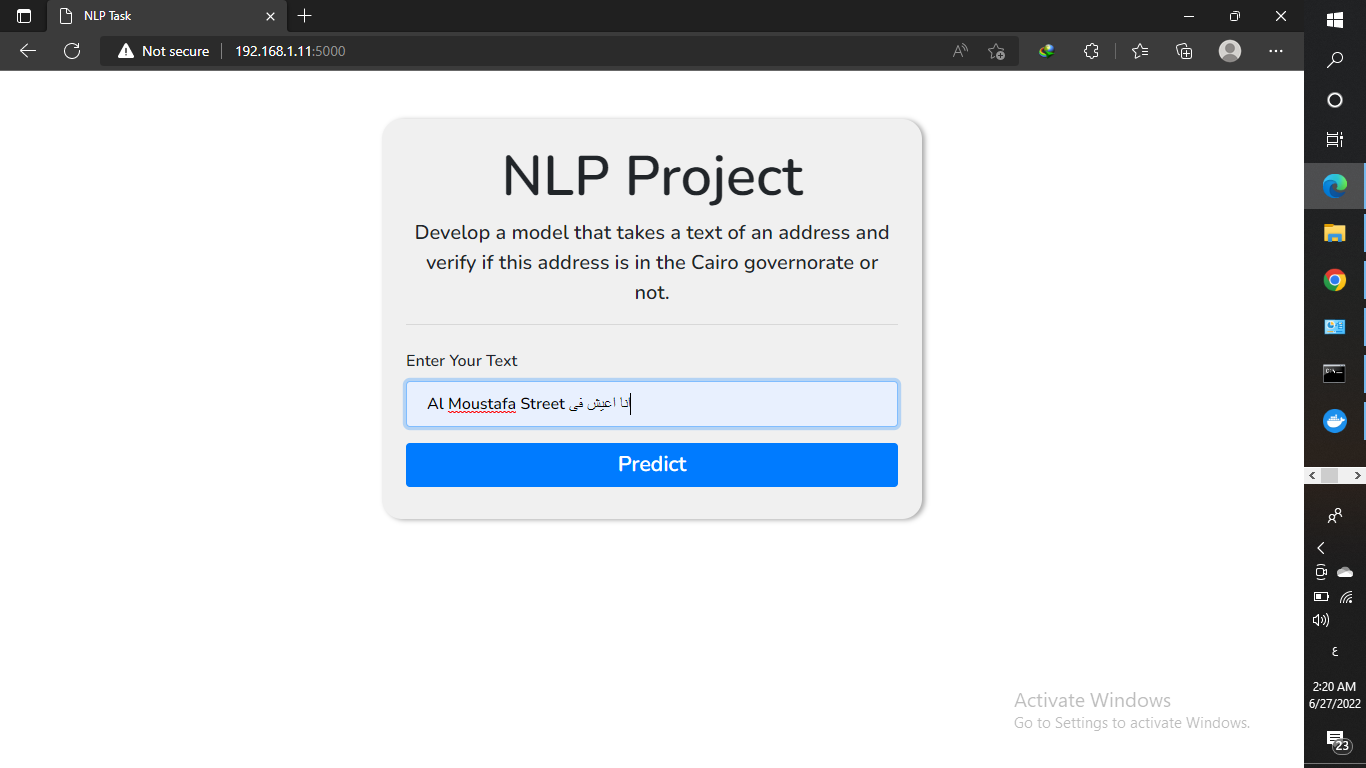 NLP Task
Not secure
192.168.1.11:5000
NLP Project
Develop a model that takes a text of an address and
verify if this address is in the Cairo governorate or
not.
Enter Your Text
Al Moustafa Street انا اعيش فى
Predict
Activate Windows
Go to Settings to activate Windows.
ع
2:20 AM
6/27/2022
23